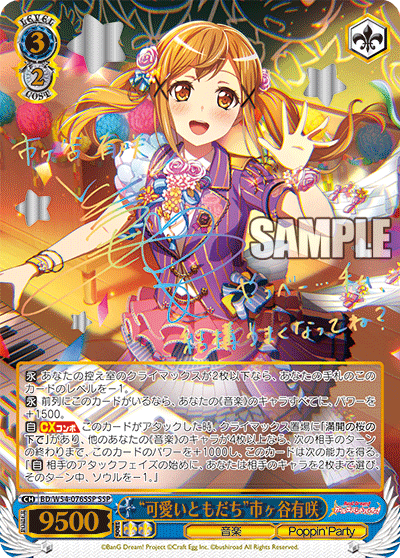 LEVEL
3
2
COST
市ヶ谷有咲
SAMPLE
永 あなたの控え室のクライマックスが2枚以下なら、あなたの手札のこの
カードのレベルを－1。
永 前列にこのカードがいるなら、あなたの《音楽》のキャラすべてに、パワーを
＋1500。
自 CXコンボ このカードがアタックした時、クライマックス置場に「満開の桜の
下で」があり、他のあなたの《音楽》のキャラが4枚以上なら、次の相手のターン
の終わりまで、このカードのパワーを＋1000し、このカードは次の能力を得る。
『自 相手のアタックフェイズの始めに、あなたは相手のキャラを2枚まで選び、
そのターン中、ソウルを－1。』
CH BD/W54-076SSP SSP
9500
“可愛いともだち”市ヶ谷有咲
音楽
Poppin'Party
©BanG Dream! Project ©Craft Egg Inc. ©bushiroad All Rights Reserved.